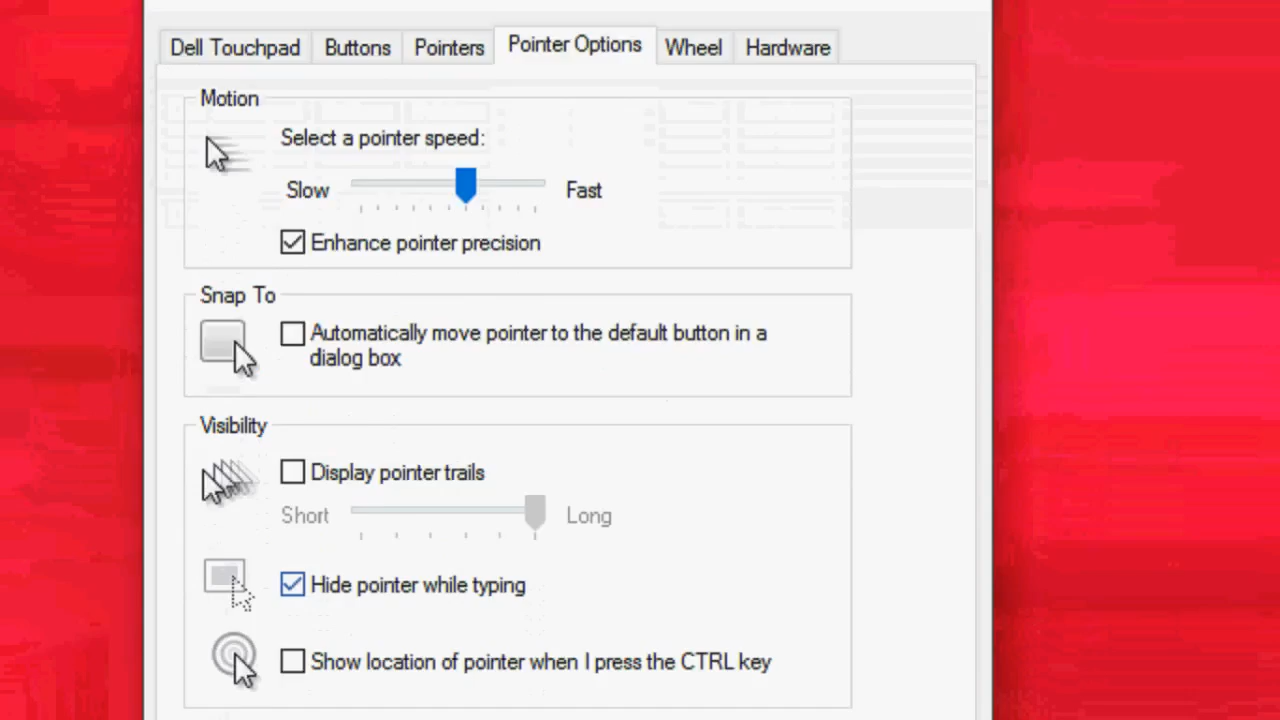 Dell Touchpad Buttons Pointers Pointer Options Wheel Hardware
Motion
Select a pointer speed:
Slow Fast
Enhance pointer precision
Snap To
Automatically move pointer to the default button in a
dialog box
Visibility
Display pointer trails
Short Long
Hide pointer while typing
Show location of pointer when I press the CTRL key